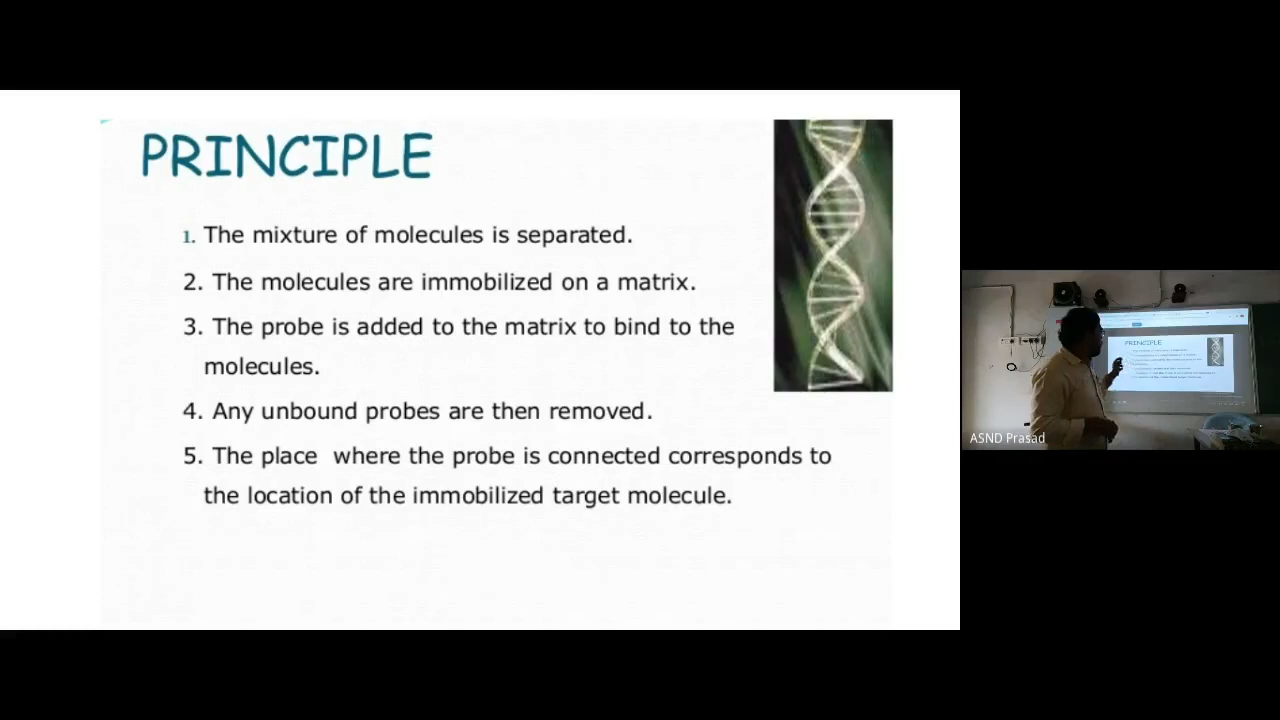 PRINCIPLE
1. The mixture of molecules is separated.
2. The molecules are immobilized on a matrix.
3. The probe is added to the matrix to bind to the
molecules.
4. Any unbound probes are then removed.
5. The place where the probe is connected corresponds to
the location of the immobilized target molecule.
PRINCIPLE
ASND Prasad